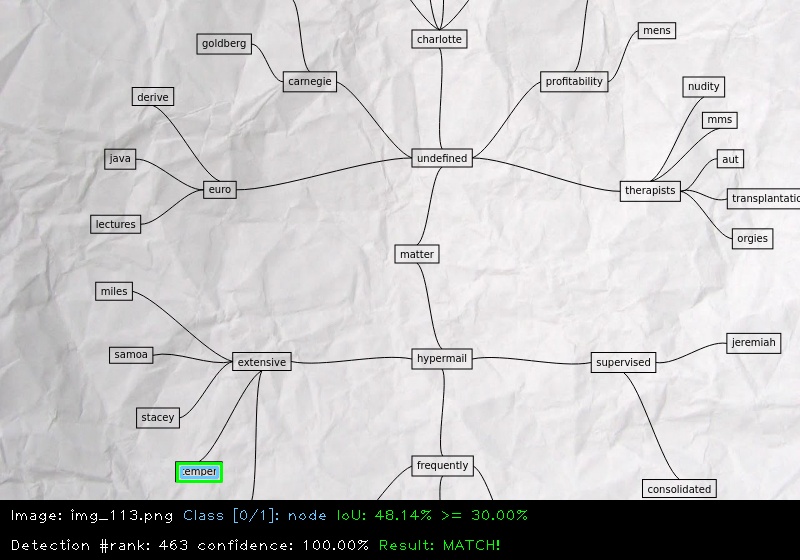 charlotte
goldberg
mens
carnegie
profitability
nudity
derive
mms
java
undefined
aut
euro
therapists
transplantatio
lectures
orgies
matter
miles
jeremiah
samoa
extensive
hypermail
supervised
stacey
temper
frequently
consolidated
Image: img_113.png Class [0/1]: node IoU: 48.14% >= 30.00%
Detection #rank: 463 confidence: 100.00% Result: MATCH!